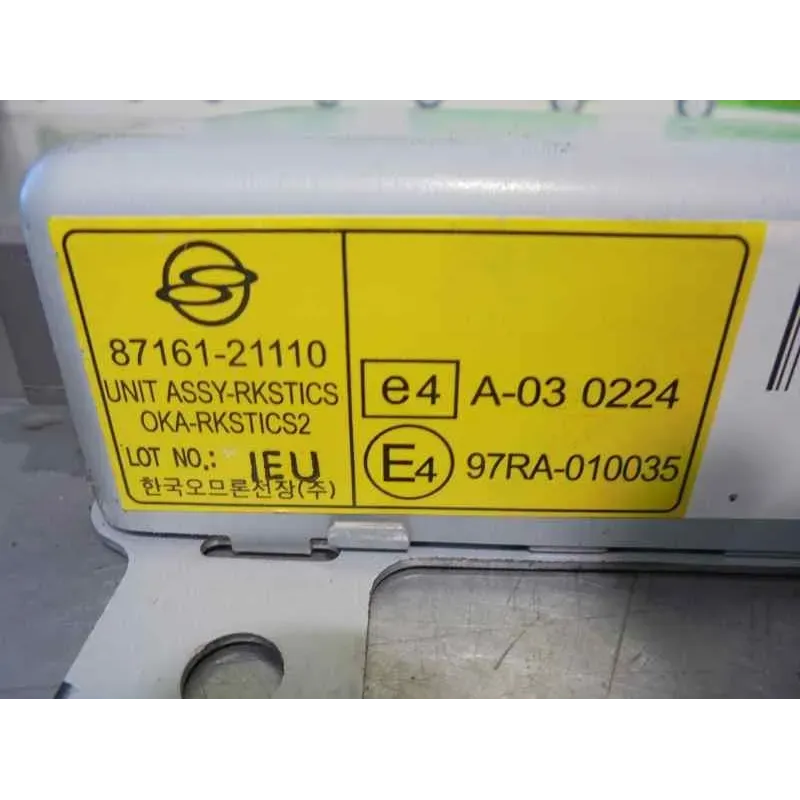 87161-21110
UNIT ASSY-RKSTICS
OKA-RKSTICS2
LOT NO.: IEU
한국오므론전장(주)
e4 A-03 0224
E4 97RA-010035